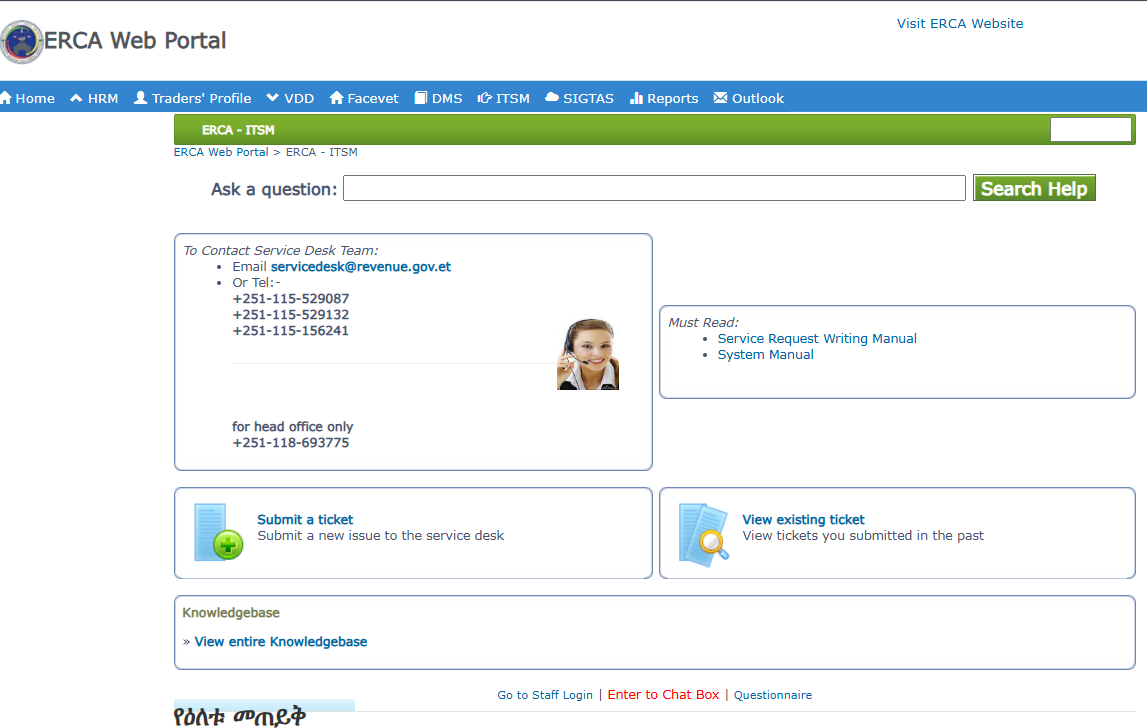 ERCA Web Portal
Visit ERCA Website
Home HRM Traders' Profile VDD Facevet DMS ITSM SIGTAS Reports Outlook
ERCA - ITSM
ERCA Web Portal > ERCA - ITSM
Ask a question: Search Help
To Contact Service Desk Team:
• Email servicedesk@revenue.gov.et
• Or Tel:-
+251-115-529087
+251-115-529132
+251-115-156241
for head office only
+251-118-693775
Must Read:
• Service Request Writing Manual
• System Manual
Submit a ticket
Submit a new issue to the service desk
View existing ticket
View tickets you submitted in the past
Knowledgebase
» View entire Knowledgebase
Go to Staff Login | Enter to Chat Box | Questionnaire
የዕለቱ መጠይቅ